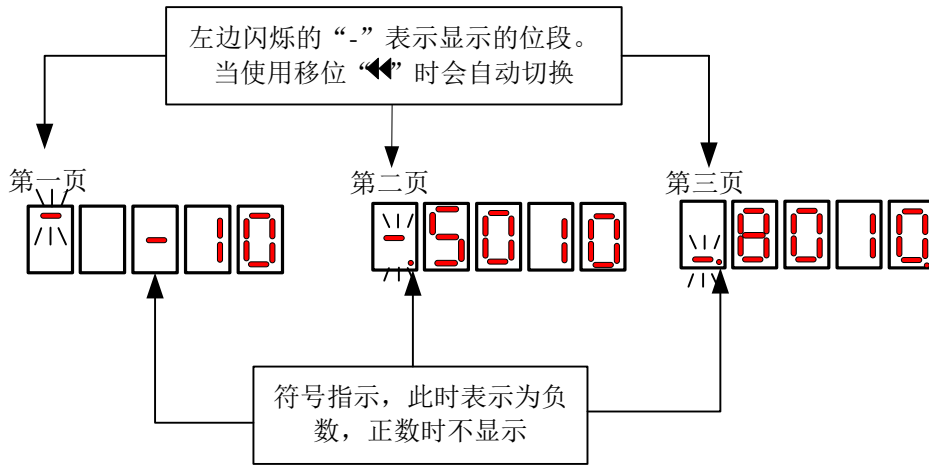 左边闪烁的“-”表示显示的位段。
当使用移位“◀◀”时会自动切换
第一页
第二页
第三页
- - 10
-.5010
_.8010.
符号指示，此时表示为负
数，正数时不显示